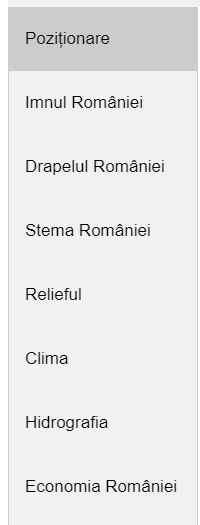 Poziționare
Imnul României
Drapelul României
Stema României
Relieful
Clima
Hidrografia
Economia României